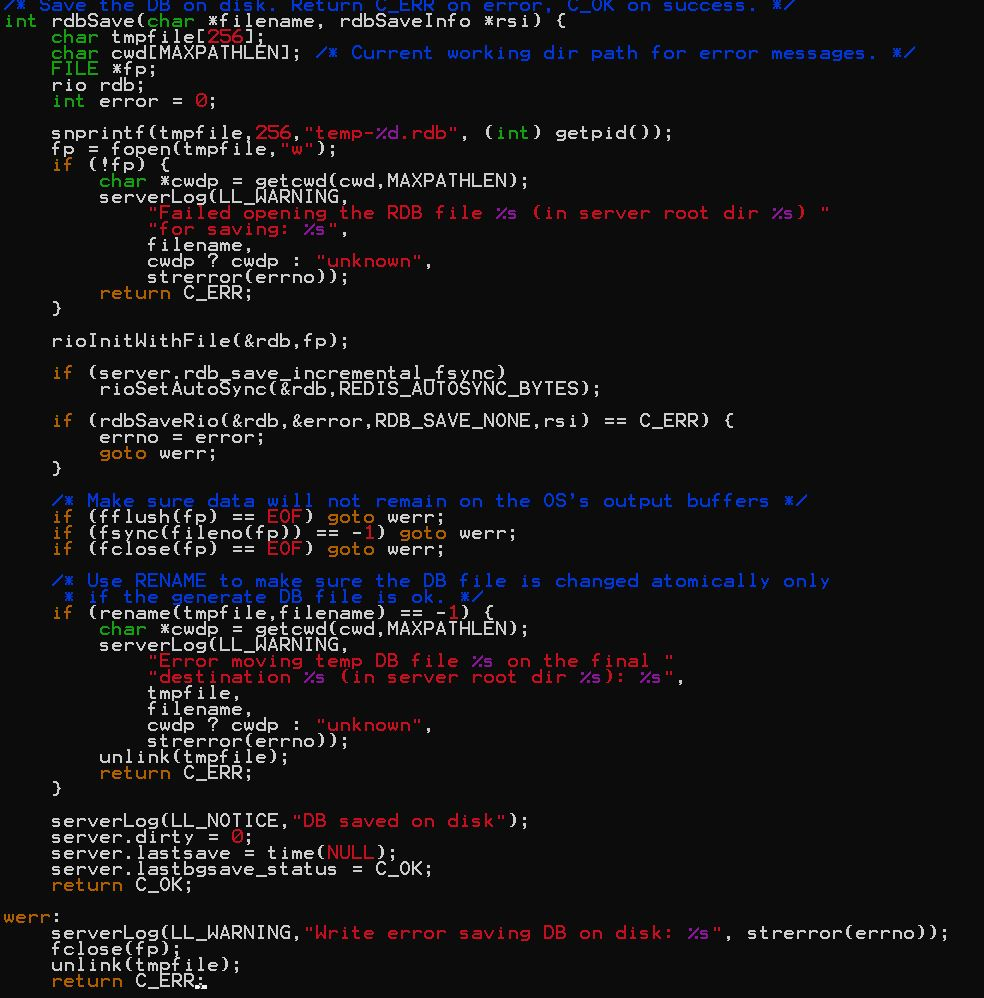 /* Save the DB on disk. Return C_ERR on error, C_OK on success. */
int rdbSave(char *filename, rdbSaveInfo *rsi) {
    char tmpfile[256];
    char cwd[MAXPATHLEN]; /* Current working dir path for error messages. */
    FILE *fp;
    rio rdb;
    int error = 0;

    snprintf(tmpfile,256,"temp-%d.rdb", (int) getpid());
    fp = fopen(tmpfile,"w");
    if (!fp) {
        char *cwdp = getcwd(cwd,MAXPATHLEN);
        serverLog(LL_WARNING,
            "Failed opening the RDB file %s (in server root dir %s) "
            "for saving: %s",
            filename,
            cwdp ? cwdp : "unknown",
            strerror(errno));
        return C_ERR;
    }

    rioInitWithFile(&rdb,fp);

    if (server.rdb_save_incremental_fsync)
        rioSetAutoSync(&rdb,REDIS_AUTOSYNC_BYTES);

    if (rdbSaveRio(&rdb,&error,RDB_SAVE_NONE,rsi) == C_ERR) {
        errno = error;
        goto werr;
    }

    /* Make sure data will not remain on the OS's output buffers */
    if (fflush(fp) == EOF) goto werr;
    if (fsync(fileno(fp)) == -1) goto werr;
    if (fclose(fp) == EOF) goto werr;

    /* Use RENAME to make sure the DB file is changed atomically only
     * if the generate DB file is ok. */
    if (rename(tmpfile,filename) == -1) {
        char *cwdp = getcwd(cwd,MAXPATHLEN);
        serverLog(LL_WARNING,
            "Error moving temp DB file %s on the final "
            "destination %s (in server root dir %s): %s",
            tmpfile,
            filename,
            cwdp ? cwdp : "unknown",
            strerror(errno));
        unlink(tmpfile);
        return C_ERR;
    }

    serverLog(LL_NOTICE,"DB saved on disk");
    server.dirty = 0;
    server.lastsave = time(NULL);
    server.lastbgsave_status = C_OK;
    return C_OK;

werr:
    serverLog(LL_WARNING,"Write error saving DB on disk: %s", strerror(errno));
    fclose(fp);
    unlink(tmpfile);
    return C_ERR;